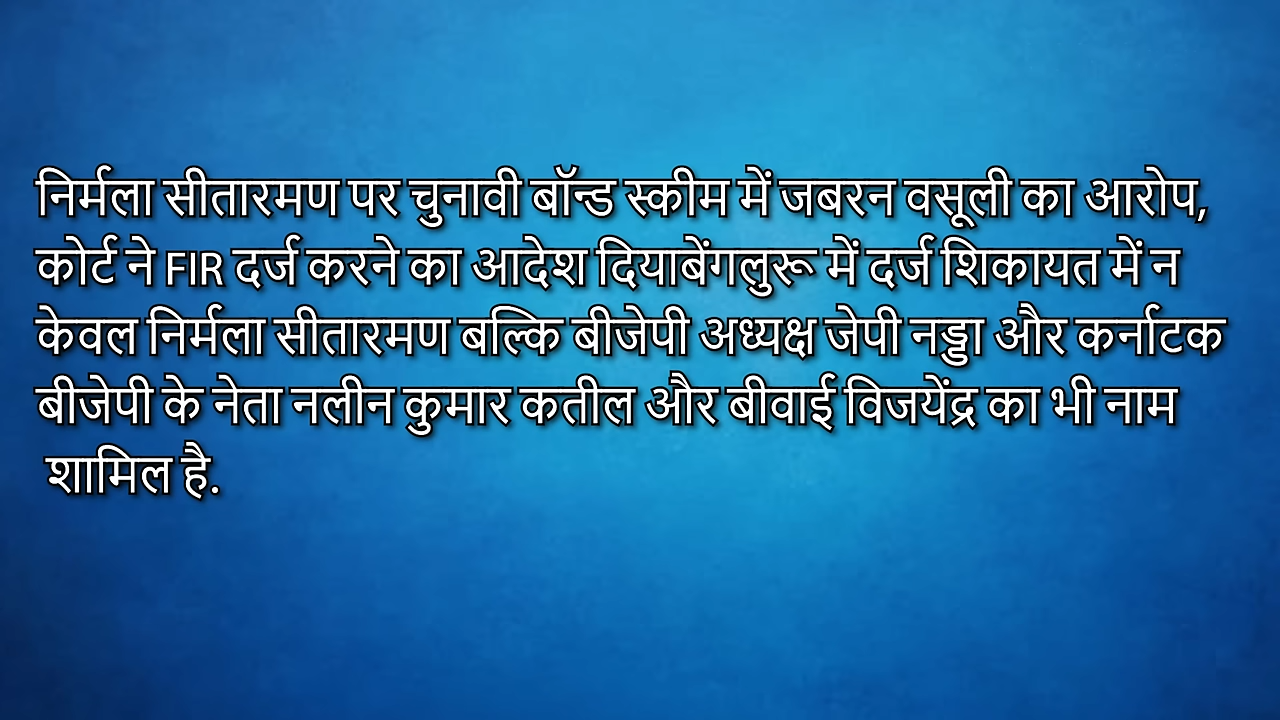 निर्मला सीतारमण पर चुनावी बॉन्ड स्कीम में जबरन वसूली का आरोप,
कोर्ट ने FIR दर्ज करने का आदेश दियाबेंगलुरू में दर्ज शिकायत में न
केवल निर्मला सीतारमण बल्कि बीजेपी अध्यक्ष जेपी नड्डा और कर्नाटक
बीजेपी के नेता नलीन कुमार कतील और बीवाई विजयेंद्र का भी नाम
शामिल है.